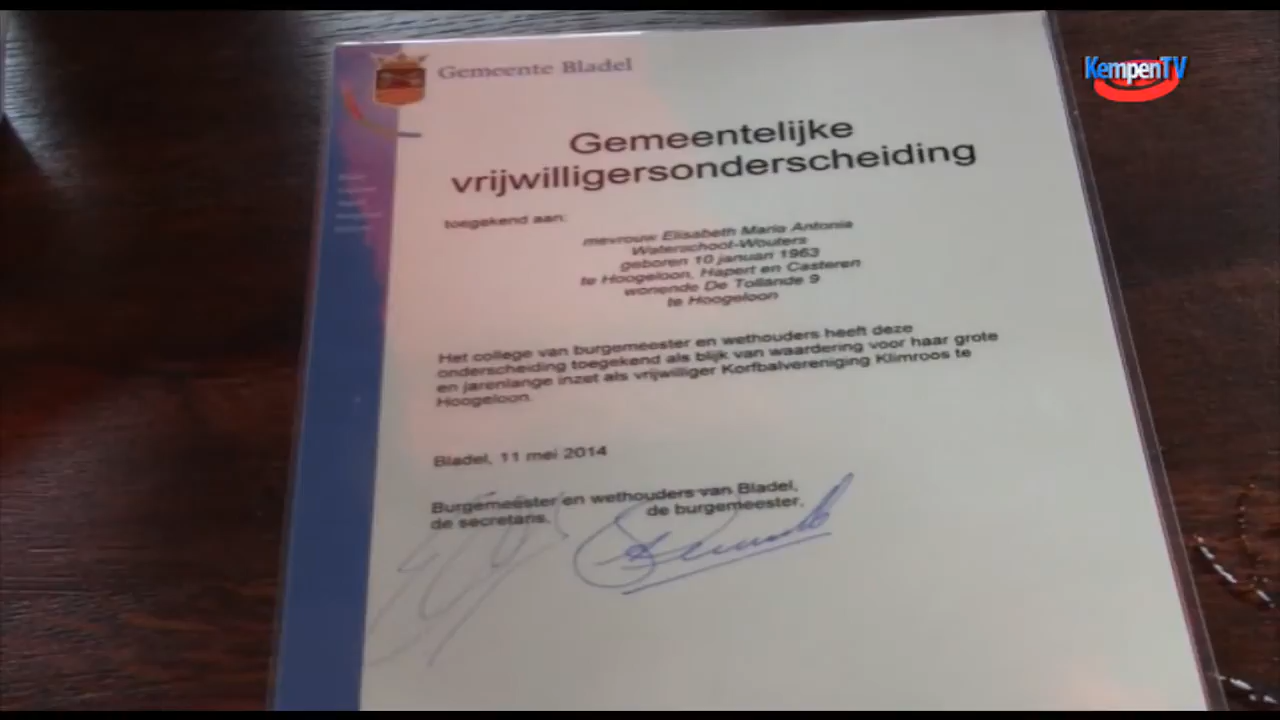 KempenTV
Gemeente Bladel
Gemeentelijke
vrijwilligersonderscheiding
toegekend aan:
mevrouw Elisabeth Maria Antonia
Waterschoot-Wouters
geboren 10 januari 1963
te Hoogeloon, Hapert en Casteren
wonende De Tollande 9
te Hoogeloon
Het college van burgemeester en wethouders heeft deze
onderscheiding toegekend als blijk van waardering voor haar grote
en jarenlange inzet als vrijwilliger Korfbalvereniging Klimroos te
Hoogeloon.
Bladel, 11 mei 2014
Burgemeester en wethouders van Bladel,
de secretaris, de burgemeester,